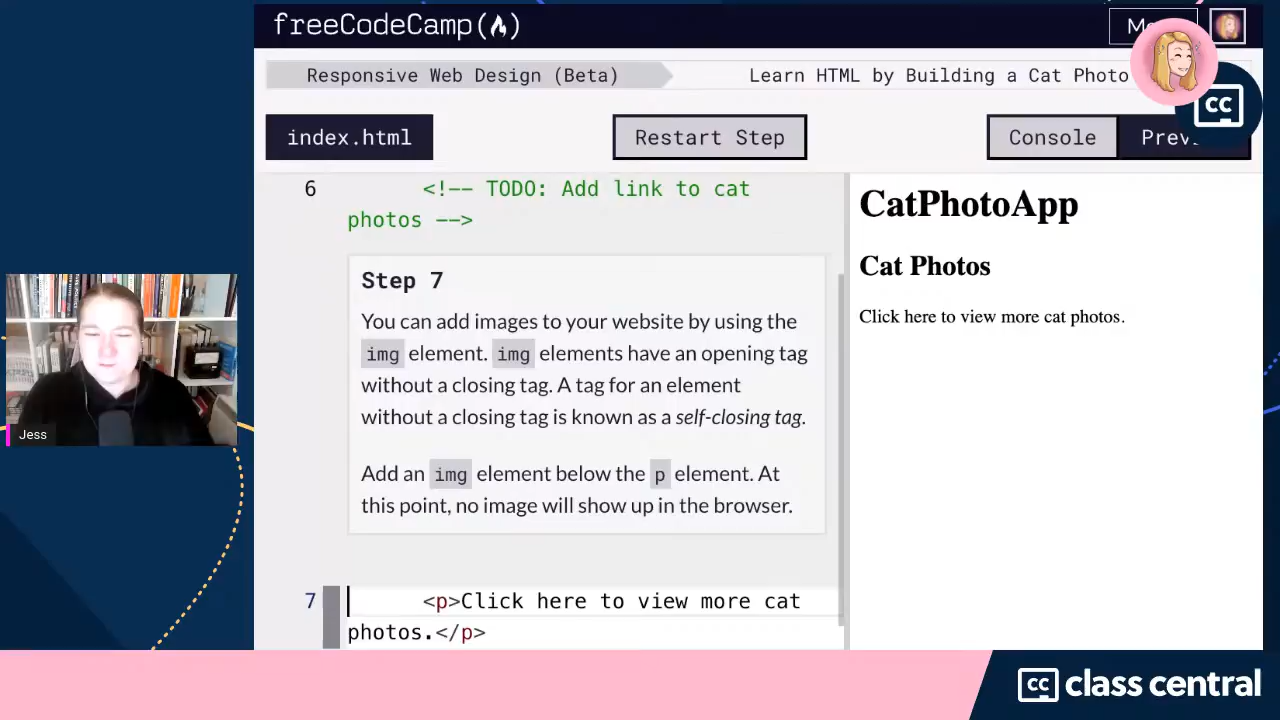 freeCodeCamp(🔥)
Me
Responsive Web Design (Beta)
Learn HTML by Building a Cat Photo
CC
index.html
Restart Step
Console
6
<!-- TODO: Add link to cat
photos -->
CatPhotoApp
Step 7
Cat Photos
You can add images to your website by using the
Click here to view more cat photos.
img element. img elements have an opening tag
without a closing tag. A tag for an element
without a closing tag is known as a self-closing tag.
Add an img element below the p element. At
this point, no image will show up in the browser.
Jess
7
<p>Click here to view more cat
photos.</p>
CC class central